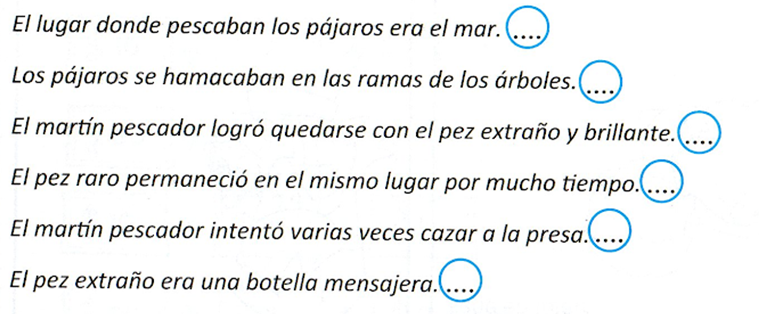 El lugar donde pescaban los pájaros era el mar. ....
Los pájaros se hamacaban en las ramas de los árboles. ....
El martín pescador logró quedarse con el pez extraño y brillante. ....
El pez raro permaneció en el mismo lugar por mucho tiempo. ....
El martín pescador intentó varias veces cazar a la presa. ....
El pez extraño era una botella mensajera. ....